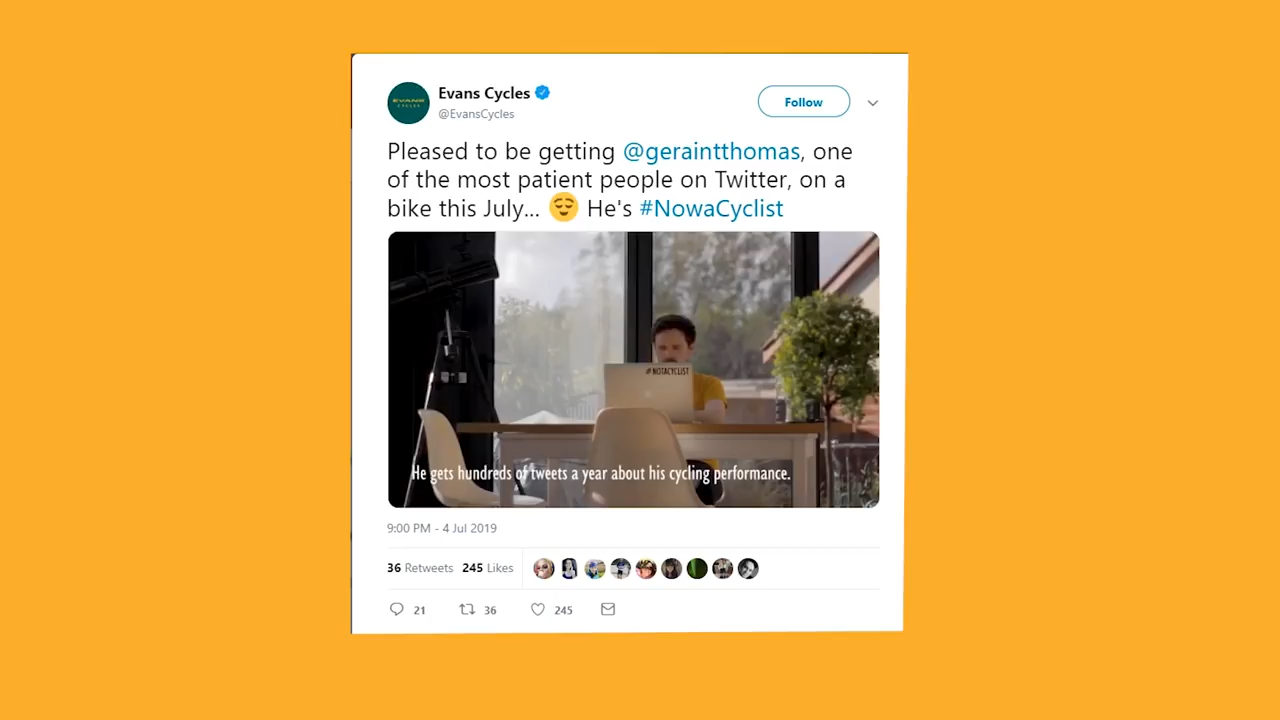 EVANS
CYCLES
Evans Cycles
@EvansCycles
Follow
Pleased to be getting @geraintthomas, one
of the most patient people on Twitter, on a
bike this July... 😌 He's #NowaCyclist
#NOTACYCLIST
He gets hundreds of tweets a year about his cycling performance.
9:00 PM - 4 Jul 2019
36 Retweets 245 Likes
21 36 245